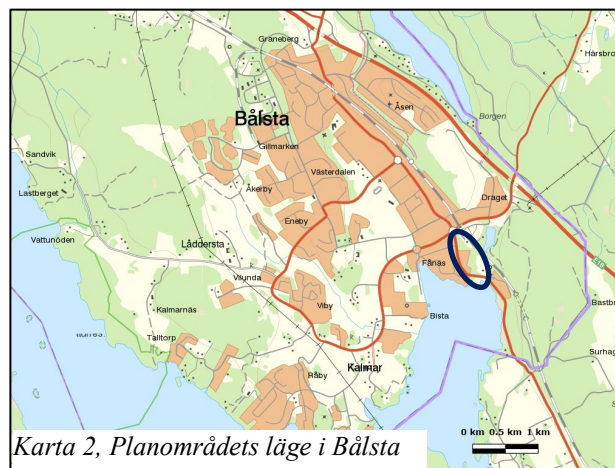 Graneberg
Härsbro
Åsen
Borgen
Bålsta
Gillmarken
Sandvik
Västerdalen
Lastberget
Åkerby
Draget
Eneby
Vattunöden
Låddersta
Fånäs
Vilunda
Bastb
Kalmarnäs
Viby
Bista
Talltorp
Surhag
Kalmar
Råby
0 km 0.5 km 1 km
Karta 2, Planområdets läge i Bålsta